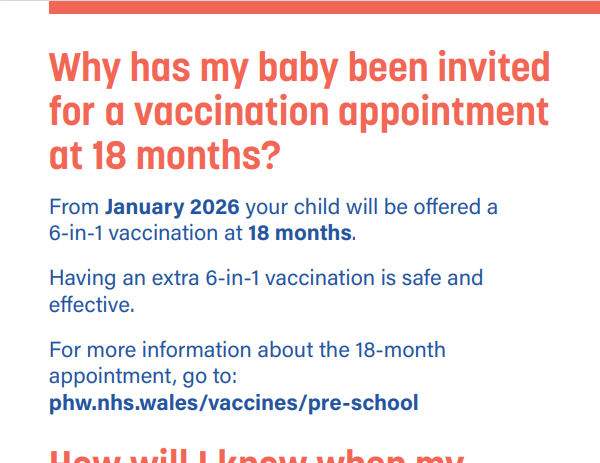 Why has my baby been invited
for a vaccination appointment
at 18 months?
From January 2026 your child will be offered a
6-in-1 vaccination at 18 months.
Having an extra 6-in-1 vaccination is safe and
effective.
For more information about the 18-month
appointment, go to:
phw.nhs.wales/vaccines/pre-school
How will I know when my